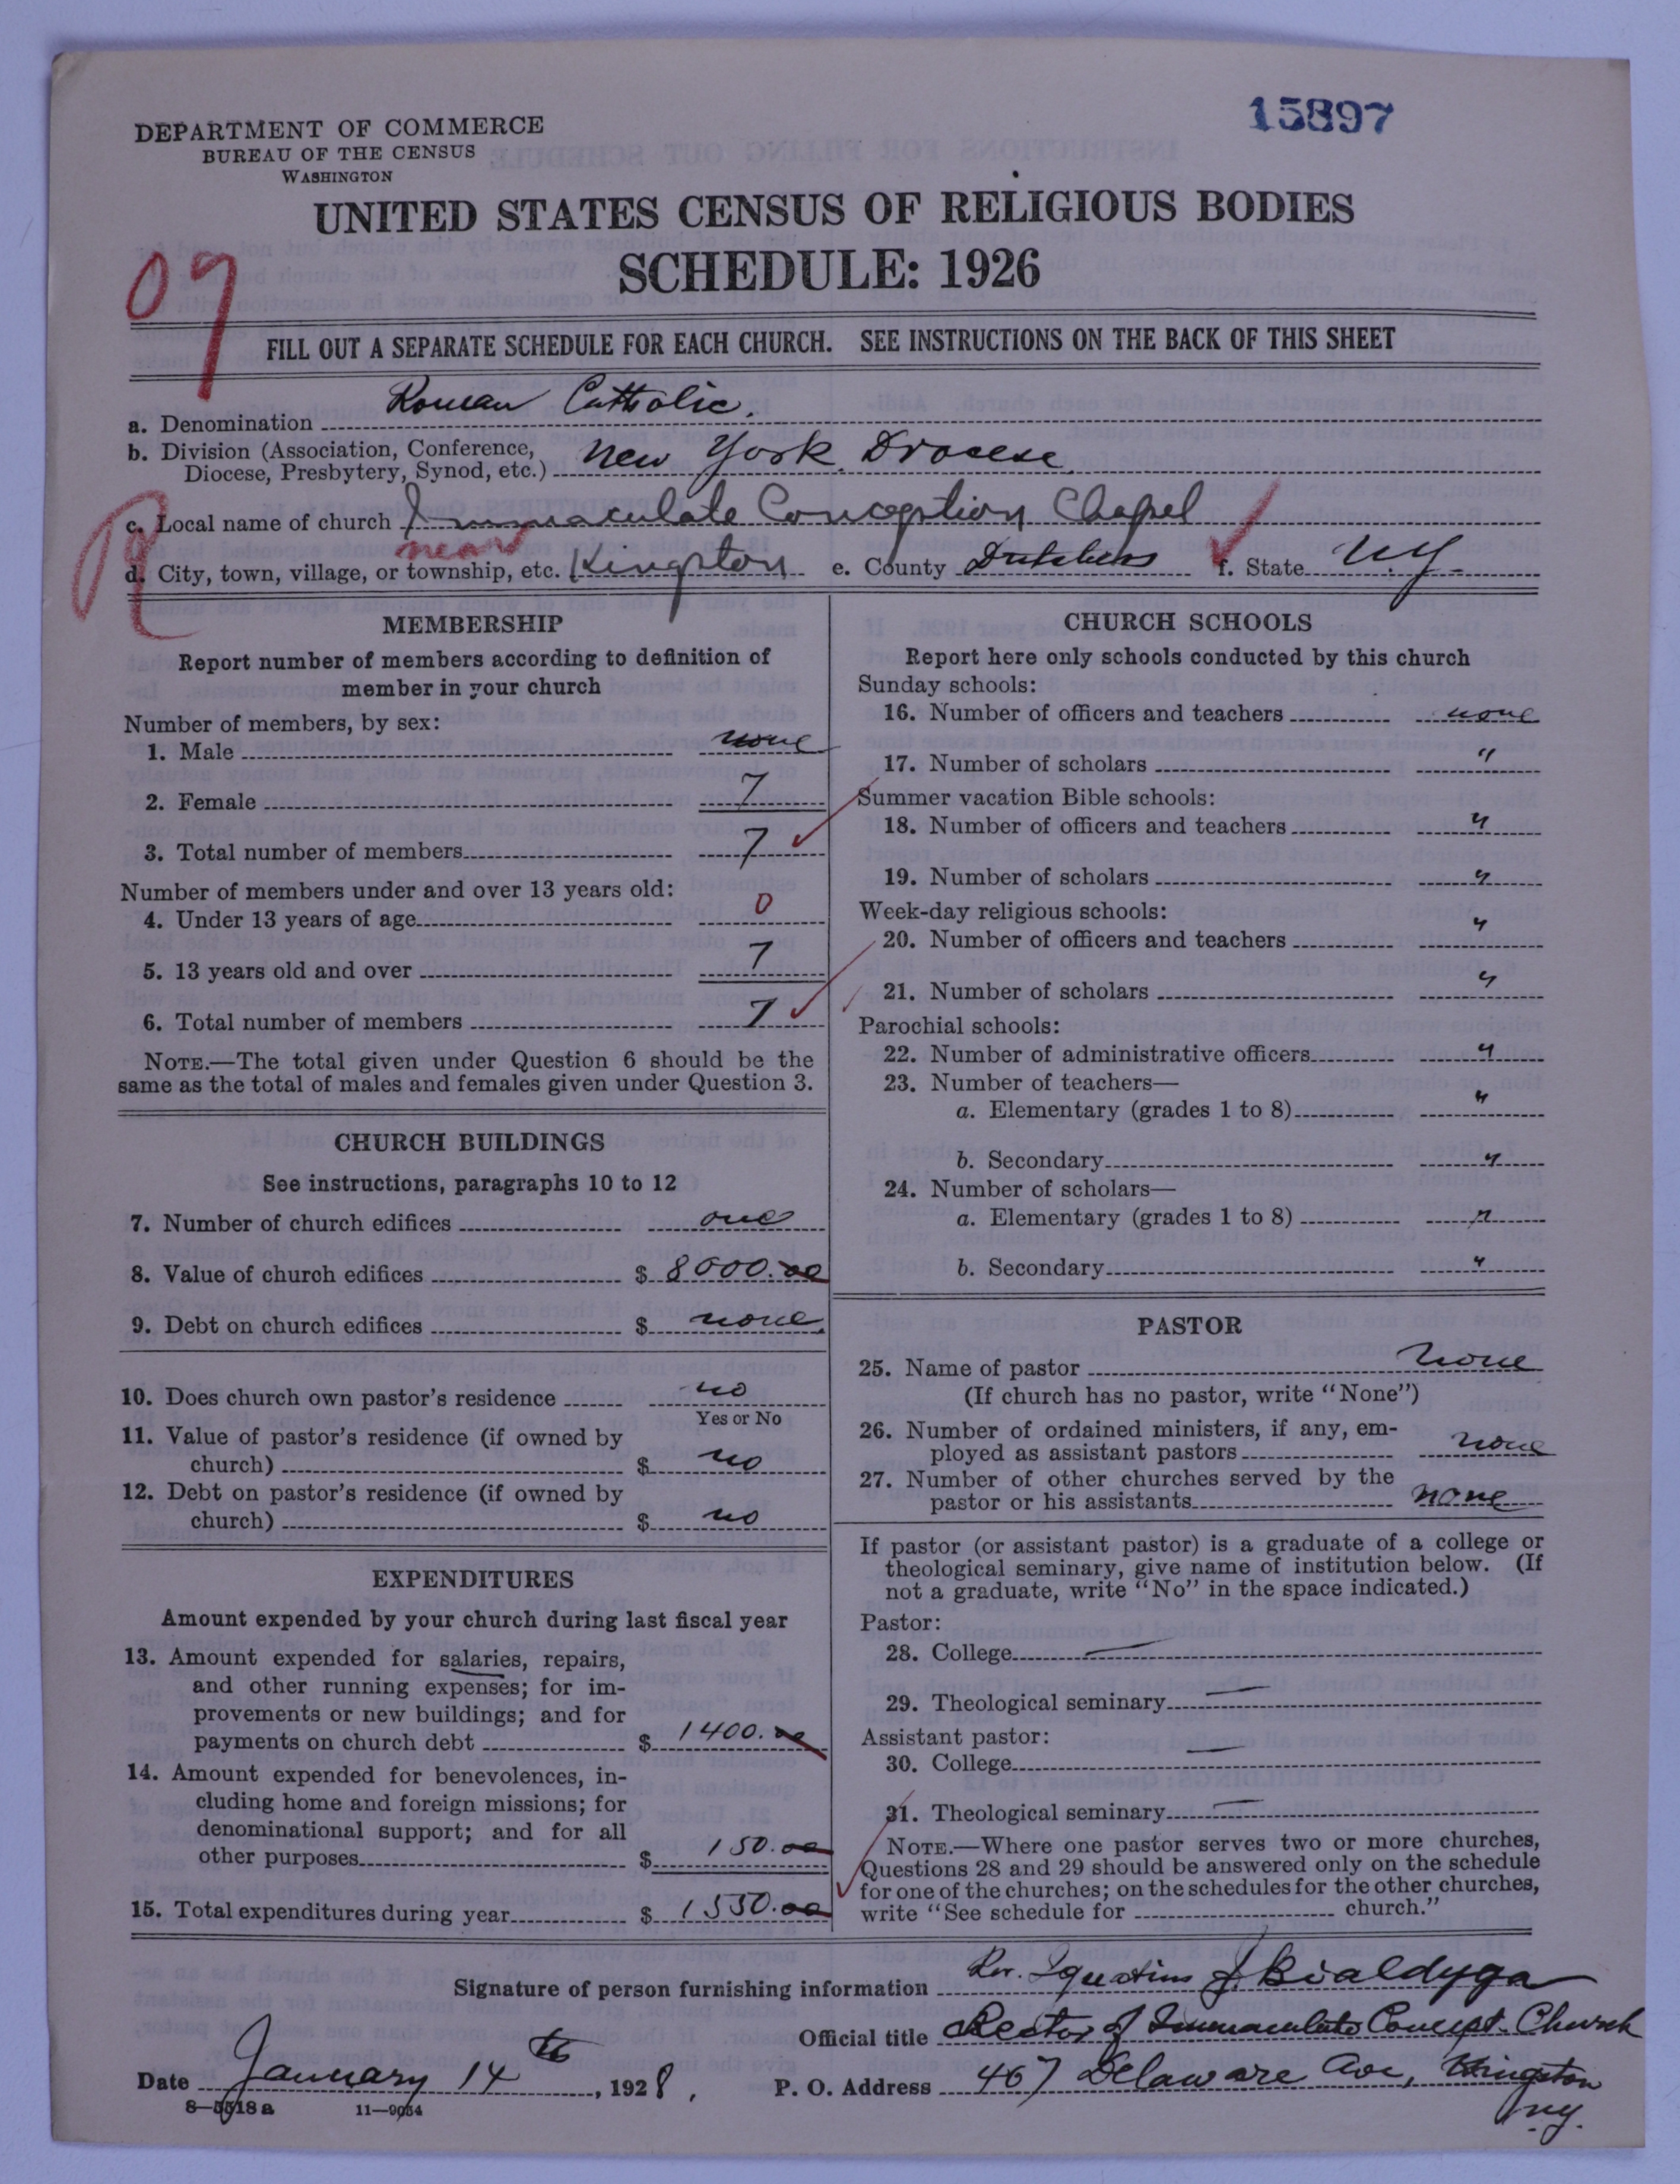 15897
DEPARTMENT OF COMMERCE
BUREAU OF THE CENSUS
WASHINGTON
UNITED STATES CENSUS OF RELIGIOUS BODIES
SCHEDULE: 1926
09
FILL OUT A SEPARATE SCHEDULE FOR EACH CHURCH. SEE INSTRUCTIONS ON THE BACK OF THIS SHEET
a. Denomination Roman Catholic.
b. Division (Association, Conference,
Diocese, Presbytery, Synod, etc.) New York. Diocese
R
c. Local name of church Immaculate Conception Chapel
near
d. City, town, village, or township, etc. Kingston e. County Dutchess f. State N.Y.
MEMBERSHIP
Report number of members according to definition of
member in your church
Number of members, by sex:
1. Male none
2. Female 7
3. Total number of members 7
Number of members under and over 13 years old:
4. Under 13 years of age 0
5. 13 years old and over 7
6. Total number of members 7
NOTE.—The total given under Question 6 should be the
same as the total of males and females given under Question 3.
CHURCH BUILDINGS
See instructions, paragraphs 10 to 12
7. Number of church edifices one
8. Value of church edifices $ 8000.00
9. Debt on church edifices $ none.
10. Does church own pastor's residence no
Yes or No
11. Value of pastor's residence (if owned by
church) $ no
12. Debt on pastor's residence (if owned by
church) $ no
EXPENDITURES
Amount expended by your church during last fiscal year
13. Amount expended for salaries, repairs,
and other running expenses; for im-
provements or new buildings; and for
payments on church debt $ 1400.00
14. Amount expended for benevolences, in-
cluding home and foreign missions; for
denominational support; and for all
other purposes $ 150.00
15. Total expenditures during year $ 1550.00
CHURCH SCHOOLS
Report here only schools conducted by this church
Sunday schools:
16. Number of officers and teachers none
17. Number of scholars "
Summer vacation Bible schools:
18. Number of officers and teachers "
19. Number of scholars "
Week-day religious schools:
20. Number of officers and teachers "
21. Number of scholars "
Parochial schools:
22. Number of administrative officers "
23. Number of teachers—
a. Elementary (grades 1 to 8) "
b. Secondary "
24. Number of scholars—
a. Elementary (grades 1 to 8) "
b. Secondary "
PASTOR
25. Name of pastor None
(If church has no pastor, write "None")
26. Number of ordained ministers, if any, em-
ployed as assistant pastors none
27. Number of other churches served by the
pastor or his assistants none
If pastor (or assistant pastor) is a graduate of a college or
theological seminary, give name of institution below. (If
not a graduate, write "No" in the space indicated.)
Pastor:
28. College —
29. Theological seminary —
Assistant pastor:
30. College —
31. Theological seminary —
NOTE.—Where one pastor serves two or more churches,
Questions 28 and 29 should be answered only on the schedule
for one of the churches; on the schedules for the other churches,
write "See schedule for church."
Signature of person furnishing information Rev. Ignatius J Bialdyga
Official title Rector of Immaculate Concept. Church
Date January 14th, 1928. P. O. Address 467 Delaware Ave, Kingston
N.Y.
8—5518a 11—9034